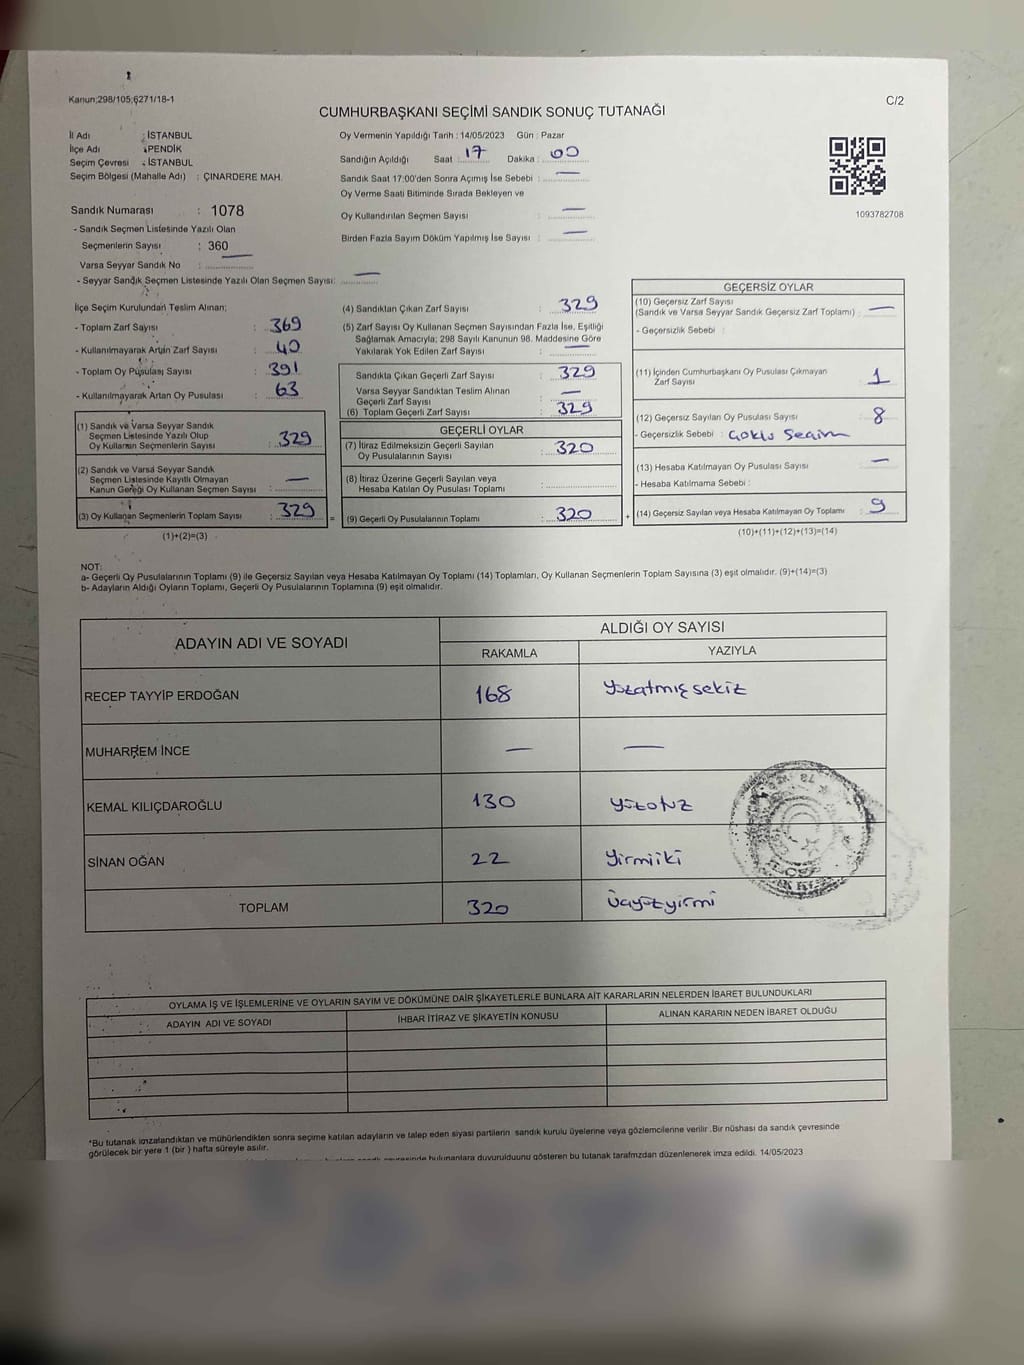 Kanun;298/105;6271/18-1
C/2
CUMHURBAŞKANI SEÇİMİ SANDIK SONUÇ TUTANAĞI
İl Adı : İSTANBUL
İlçe Adı : PENDİK
Seçim Çevresi : İSTANBUL
Seçim Bölgesi (Mahalle Adı) : ÇINARDERE MAH.
Sandık Numarası : 1078
- Sandık Seçmen Listesinde Yazılı Olan
Seçmenlerin Sayısı : 360
Varsa Seyyar Sandık No : —
- Seyyar Sandık Seçmen Listesinde Yazılı Olan Seçmen Sayısı: —
Oy Vermenin Yapıldığı Tarih : 14/05/2023 Gün : Pazar
Sandığın Açıldığı Saat : 17 Dakika : 00
Sandık Saat 17:00'den Sonra Açımış İse Sebebi : —
Oy Verme Saati Bitiminde Sırada Bekleyen ve
Oy Kullandırılan Seçmen Sayısı : —
Birden Fazla Sayım Döküm Yapılmış İse Sayısı : —
1093782708
İlçe Seçim Kurulundan Teslim Alınan;
- Toplam Zarf Sayısı : 369
- Kullanılmayarak Artan Zarf Sayısı : 40
- Toplam Oy Pusulası Sayısı : 391
- Kullanılmayarak Artan Oy Pusulası : 63
(1) Sandık ve Varsa Seyyar Sandık
Seçmen Listesinde Yazılı Olup
Oy Kullanan Seçmenlerin Sayısı : 329
(2) Sandık ve Varsa Seyyar Sandık
Seçmen Listesinde Kayıtlı Olmayan
Kanun Gereği Oy Kullanan Seçmen Sayısı : —
(3) Oy Kullanan Seçmenlerin Toplam Sayısı : 329
(1)+(2)=(3)
(4) Sandıktan Çıkan Zarf Sayısı : 329
(5) Zarf Sayısı Oy Kullanan Seçmen Sayısından Fazla İse, Eşitliği
Sağlamak Amacıyla; 298 Sayılı Kanunun 98. Maddesine Göre
Yakılarak Yok Edilen Zarf Sayısı : —
Sandıkta Çıkan Geçerli Zarf Sayısı : 329
Varsa Seyyar Sandıktan Teslim Alınan
Geçerli Zarf Sayısı : —
(6) Toplam Geçerli Zarf Sayısı : 329
GEÇERLİ OYLAR
(7) İtiraz Edilmeksizin Geçerli Sayılan
Oy Pusulalarının Sayısı : 320
(8) İtiraz Üzerine Geçerli Sayılan veya
Hesaba Katılan Oy Pusulası Toplamı :
= (9) Geçerli Oy Pusulalarının Toplamı : 320
GEÇERSİZ OYLAR
(10) Geçersiz Zarf Sayısı
(Sandık ve Varsa Seyyar Sandık Geçersiz Zarf Toplamı) : —
- Geçersizlik Sebebi :
(11) İçinden Cumhurbaşkanı Oy Pusulası Çıkmayan
Zarf Sayısı : 1
(12) Geçersiz Sayılan Oy Pusulası Sayısı : 8
- Geçersizlik Sebebi : Çoklu Seçim
(13) Hesaba Katılmayan Oy Pusulası Sayısı : —
- Hesaba Katılmama Sebebi :
+ (14) Geçersiz Sayılan veya Hesaba Katılmayan Oy Toplamı : 9
(10)+(11)+(12)+(13)=(14)
NOT:
a- Geçerli Oy Pusulalarının Toplamı (9) ile Geçersiz Sayılan veya Hesaba Katılmayan Oy Toplamı (14) Toplamları, Oy Kullanan Seçmenlerin Toplam Sayısına (3) eşit olmalıdır. (9)+(14)=(3)
b- Adayların Aldığı Oyların Toplamı, Geçerli Oy Pusulalarının Toplamına (9) eşit olmalıdır.
ADAYIN ADI VE SOYADI
ALDIĞI OY SAYISI
RAKAMLA YAZIYLA
RECEP TAYYİP ERDOĞAN 168 Yüzatmışsekiz
MUHARREM İNCE — —
KEMAL KILIÇDAROĞLU 130 yüzotuz
SİNAN OĞAN 22 Yirmiiki
TOPLAM 320 Üçyüzyirmi
OYLAMA İŞ VE İŞLEMLERİNE VE OYLARIN SAYIM VE DÖKÜMÜNE DAİR ŞİKAYETLERLE BUNLARA AİT KARARLARIN NELERDEN İBARET BULUNDUKLARI
ADAYIN ADI VE SOYADI İHBAR İTİRAZ VE ŞİKAYETİN KONUSU ALINAN KARARIN NEDEN İBARET OLDUĞU
*Bu tutanak imzalandıktan ve mühürlendikten sonra seçime katılan adayların ve talep eden siyasi partilerin sandık kurulu üyelerine veya gözlemcilerine verilir .Bir nüshası da sandık çevresinde
görülecek bir yere 1 (bir ) hafta süreyle asılır.
bulunanlara duyurulduğunu gösteren bu tutanak tarafımızdan düzenlenerek imza edildi. 14/05/2023